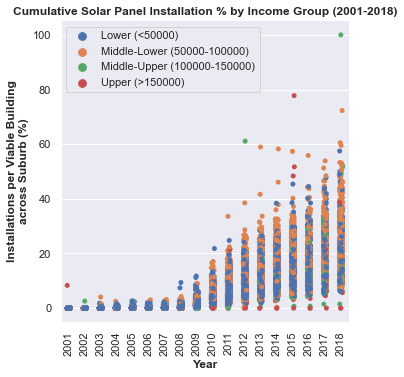 Cumulative Solar Panel Installation % by Income Group (2001-2018)
Lower (<50000)
Middle-Lower (50000-100000)
Middle-Upper (100000-150000)
Upper (>150000)
Installations per Viable Building
across Suburb (%)
100
80
60
40
20
0
2001 2002 2003 2004 2005 2006 2007 2008 2009 2010 2011 2012 2013 2014 2015 2016 2017 2018
Year